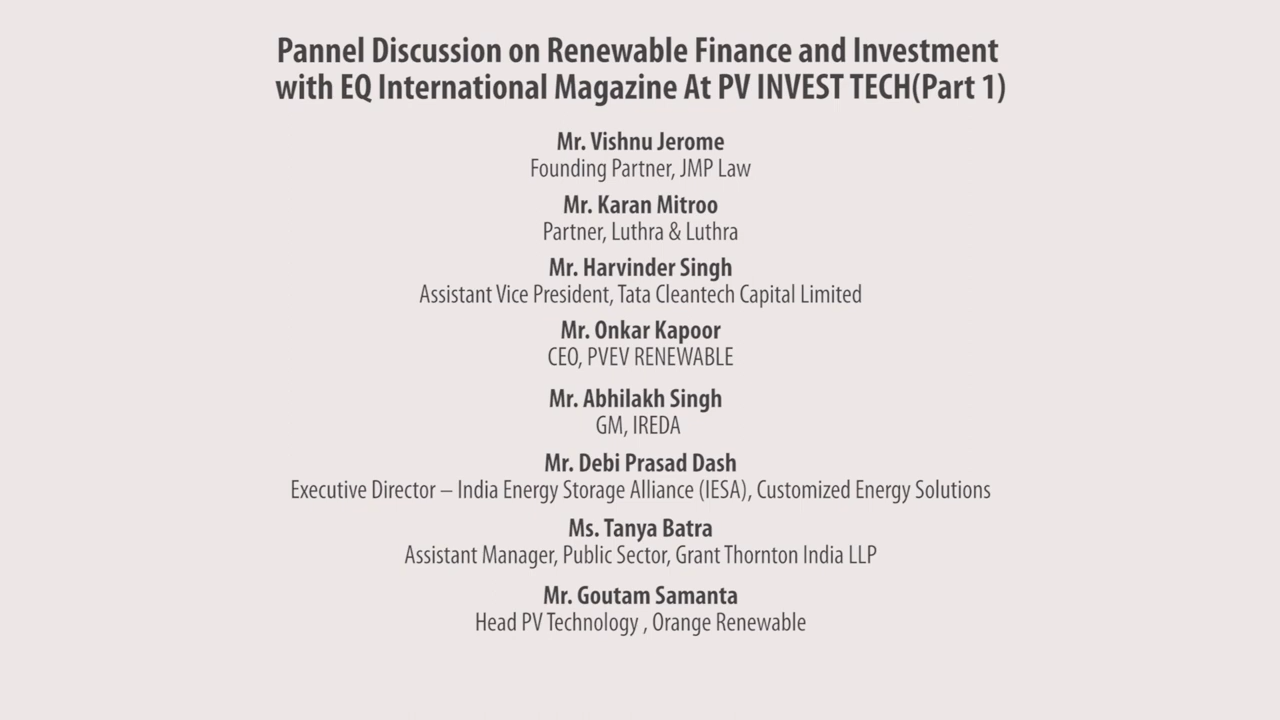 Pannel Discussion on Renewable Finance and Investment
with EQ International Magazine At PV INVEST TECH(Part 1)
Mr. Vishnu Jerome
Founding Partner, JMP Law
Mr. Karan Mitroo
Partner, Luthra & Luthra
Mr. Harvinder Singh
Assistant Vice President, Tata Cleantech Capital Limited
Mr. Onkar Kapoor
CEO, PVEV RENEWABLE
Mr. Abhilakh Singh
GM, IREDA
Mr. Debi Prasad Dash
Executive Director – India Energy Storage Alliance (IESA), Customized Energy Solutions
Ms. Tanya Batra
Assistant Manager, Public Sector, Grant Thornton India LLP
Mr. Goutam Samanta
Head PV Technology , Orange Renewable